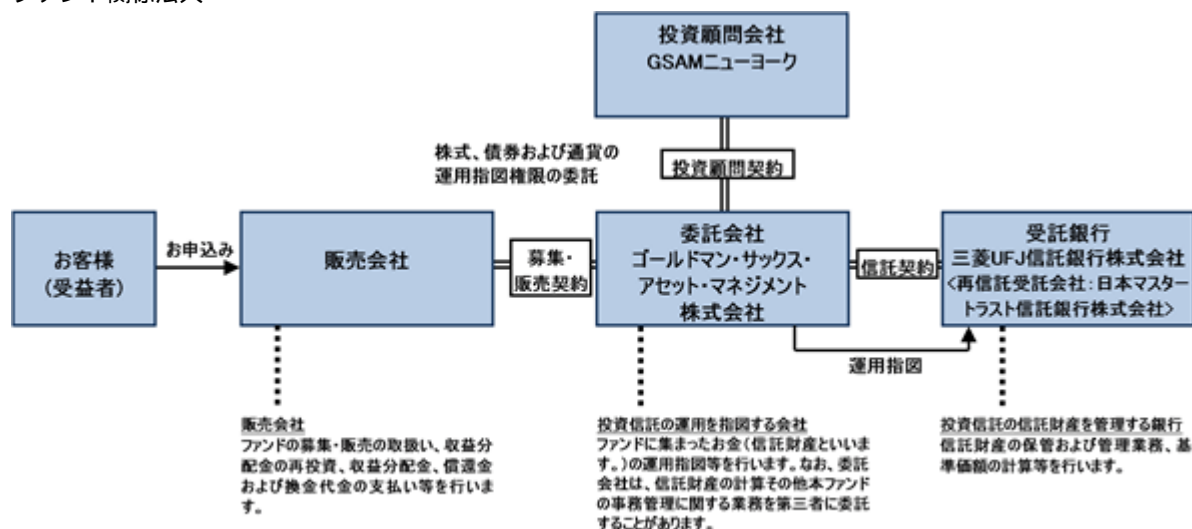 投資顧問会社
GSAMニューヨーク
株式、債券および通貨の
運用指図権限の委託
投資顧問契約
お客様
(受益者)
お申込み
販売会社
募集・
販売契約
委託会社
ゴールドマン・サックス・
アセット・マネジメント
株式会社
信託契約
受託銀行
三菱UFJ信託銀行株式会社
<再信託受託会社:日本マスター
トラスト信託銀行株式会社>
運用指図
販売会社
ファンドの募集・販売の取扱い、収益分
配金の再投資、収益分配金、償還金
および換金代金の支払い等を行いま
す。
投資信託の運用を指図する会社
ファンドに集まったお金(信託財産といいま
す。)の運用指図等を行います。なお、委託
会社は、信託財産の計算その他本ファンド
の事務管理に関する業務を第三者に委託
することがあります。
投資信託の信託財産を管理する銀行
信託財産の保管および管理業務、基
準価額の計算等を行います。